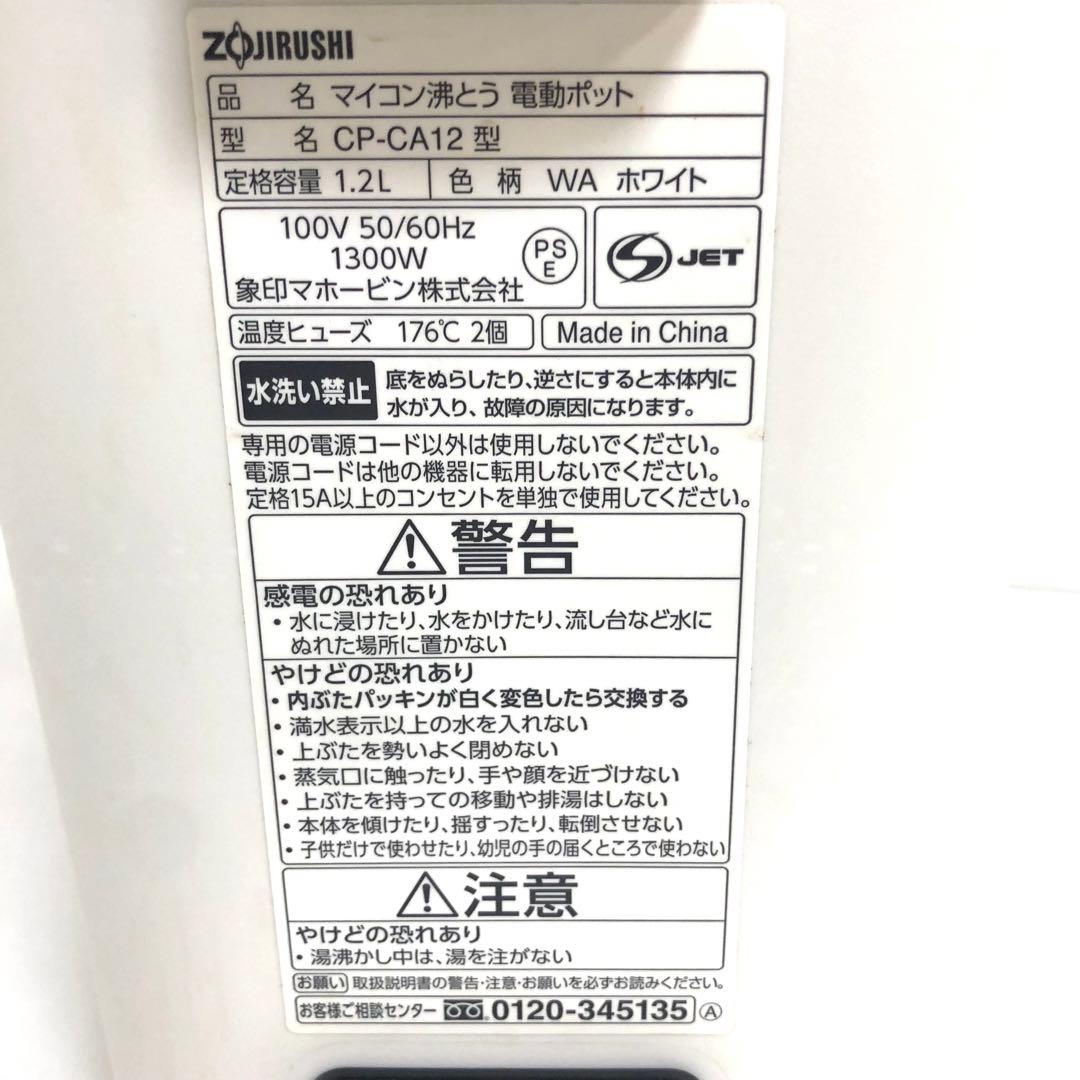 ZOJIRUSHI
品 名 マイコン沸とう 電動ポット
型 名 CP-CA12 型
定格容量 1.2L 色 柄 WA ホワイト
100V 50/60Hz
1300W
象印マホービン株式会社
PS
E
JET
温度ヒューズ 176℃ 2個 Made in China
水洗い禁止
底をぬらしたり、逆さにすると本体内に
水が入り、故障の原因になります。
専用の電源コード以外は使用しないでください。
電源コードは他の機器に転用しないでください。
定格15A以上のコンセントを単独で使用してください。
警告
感電の恐れあり
・水に浸けたり、水をかけたり、流し台など水に
ぬれた場所に置かない
やけどの恐れあり
・内ぶたパッキンが白く変色したら交換する
・満水表示以上の水を入れない
・上ぶたを勢いよく閉めない
・蒸気口に触ったり、手や顔を近づけない
・上ぶたを持っての移動や排湯はしない
・本体を傾けたり、揺すったり、転倒させない
・子供だけで使わせたり、幼児の手の届くところで使わない
注意
やけどの恐れあり
・湯沸かし中は、湯を注がない
お願い 取扱説明書の警告・注意・お願いを必ずお読みください。
お客様ご相談センター 0120-345135 Ⓐ